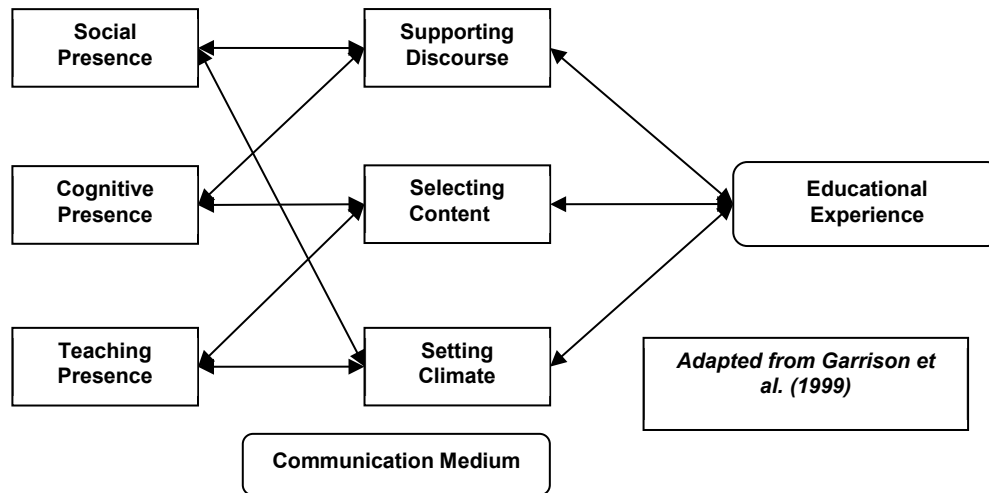 Social
Presence
Supporting
Discourse
Cognitive
Presence
Selecting
Content
Educational
Experience
Teaching
Presence
Setting
Climate
Adapted from Garrison et
al. (1999)
Communication Medium